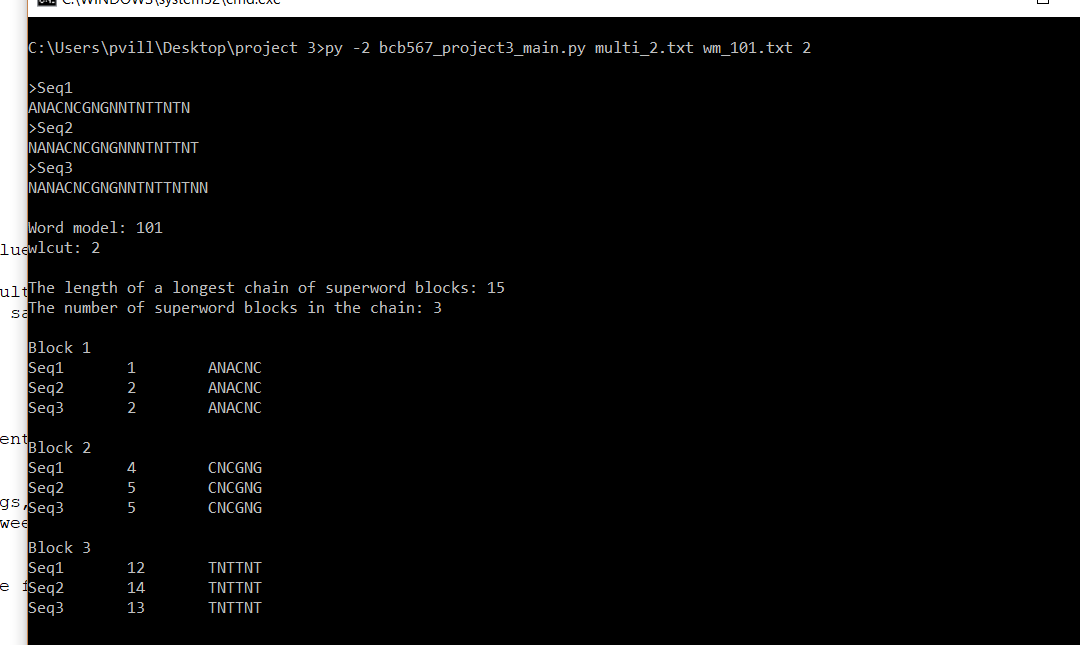 C:\WINDOWS\system32\cmd.exe
C:\Users\pvill\Desktop\project 3>py -2 bcb567_project3_main.py multi_2.txt wm_101.txt 2
>Seq1
ANACNCGNGNNTNTTNTN
>Seq2
NANACNCGNGNNNTNTTNT
>Seq3
NANACNCGNGNNTNTTNTNN
Word model: 101
wlcut: 2
The length of a longest chain of superword blocks: 15
The number of superword blocks in the chain: 3
Block 1
Seq1 1 ANACNC
Seq2 2 ANACNC
Seq3 2 ANACNC
Block 2
Seq1 4 CNCGNG
Seq2 5 CNCGNG
Seq3 5 CNCGNG
Block 3
Seq1 12 TNTTNT
Seq2 14 TNTTNT
Seq3 13 TNTTNT